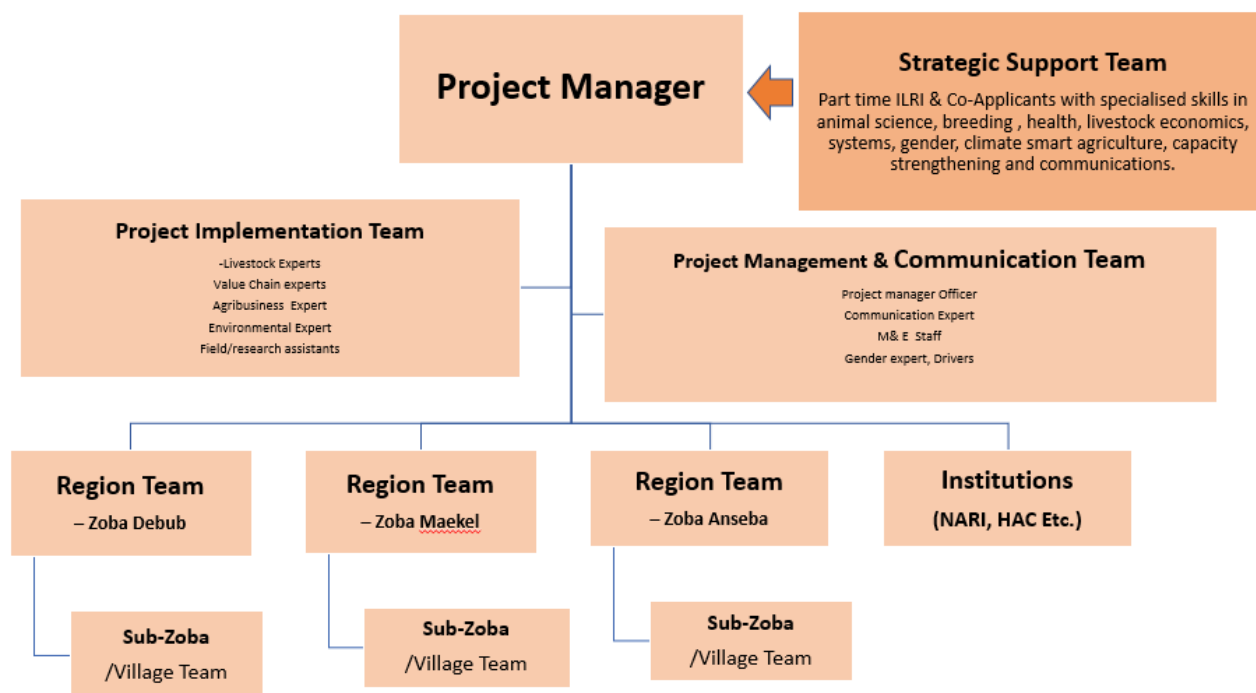 Project Manager
Strategic Support Team
Part time ILRI & Co-Applicants with specialised skills in
animal science, breeding , health, livestock economics,
systems, gender, climate smart agriculture, capacity
strengthening and communications.
Project Implementation Team
-Livestock Experts
Value Chain experts
Agribusiness Expert
Environmental Expert
Field/research assistants
Project Management & Communication Team
Project manager Officer
Communication Expert
M& E Staff
Gender expert, Drivers
Region Team
– Zoba Debub
Region Team
– Zoba Maekel
Region Team
– Zoba Anseba
Institutions
(NARI, HAC Etc.)
Sub-Zoba
/Village Team
Sub-Zoba
/Village Team
Sub-Zoba
/Village Team